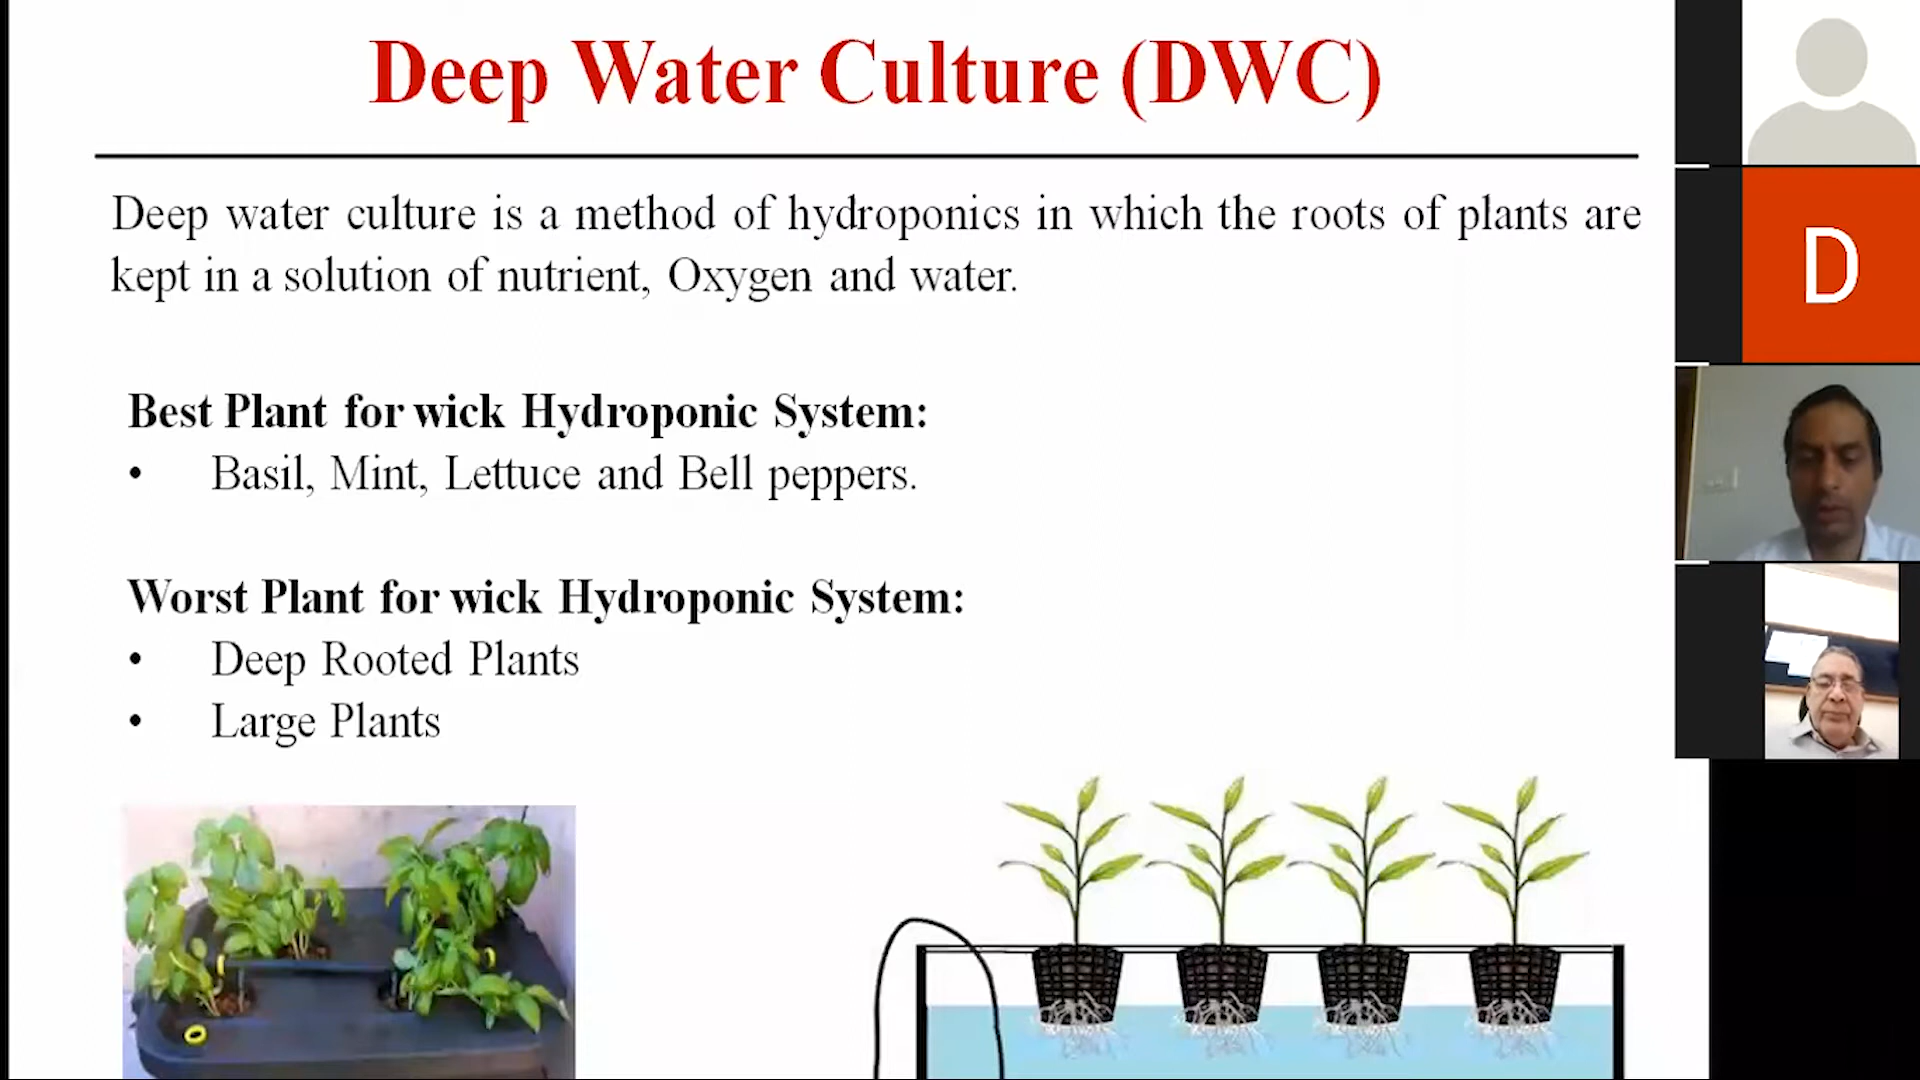 Deep Water Culture (DWC)
Deep water culture is a method of hydroponics in which the roots of plants are
kept in a solution of nutrient, Oxygen and water.
Best Plant for wick Hydroponic System:
• Basil, Mint, Lettuce and Bell peppers.
Worst Plant for wick Hydroponic System:
• Deep Rooted Plants
• Large Plants
D